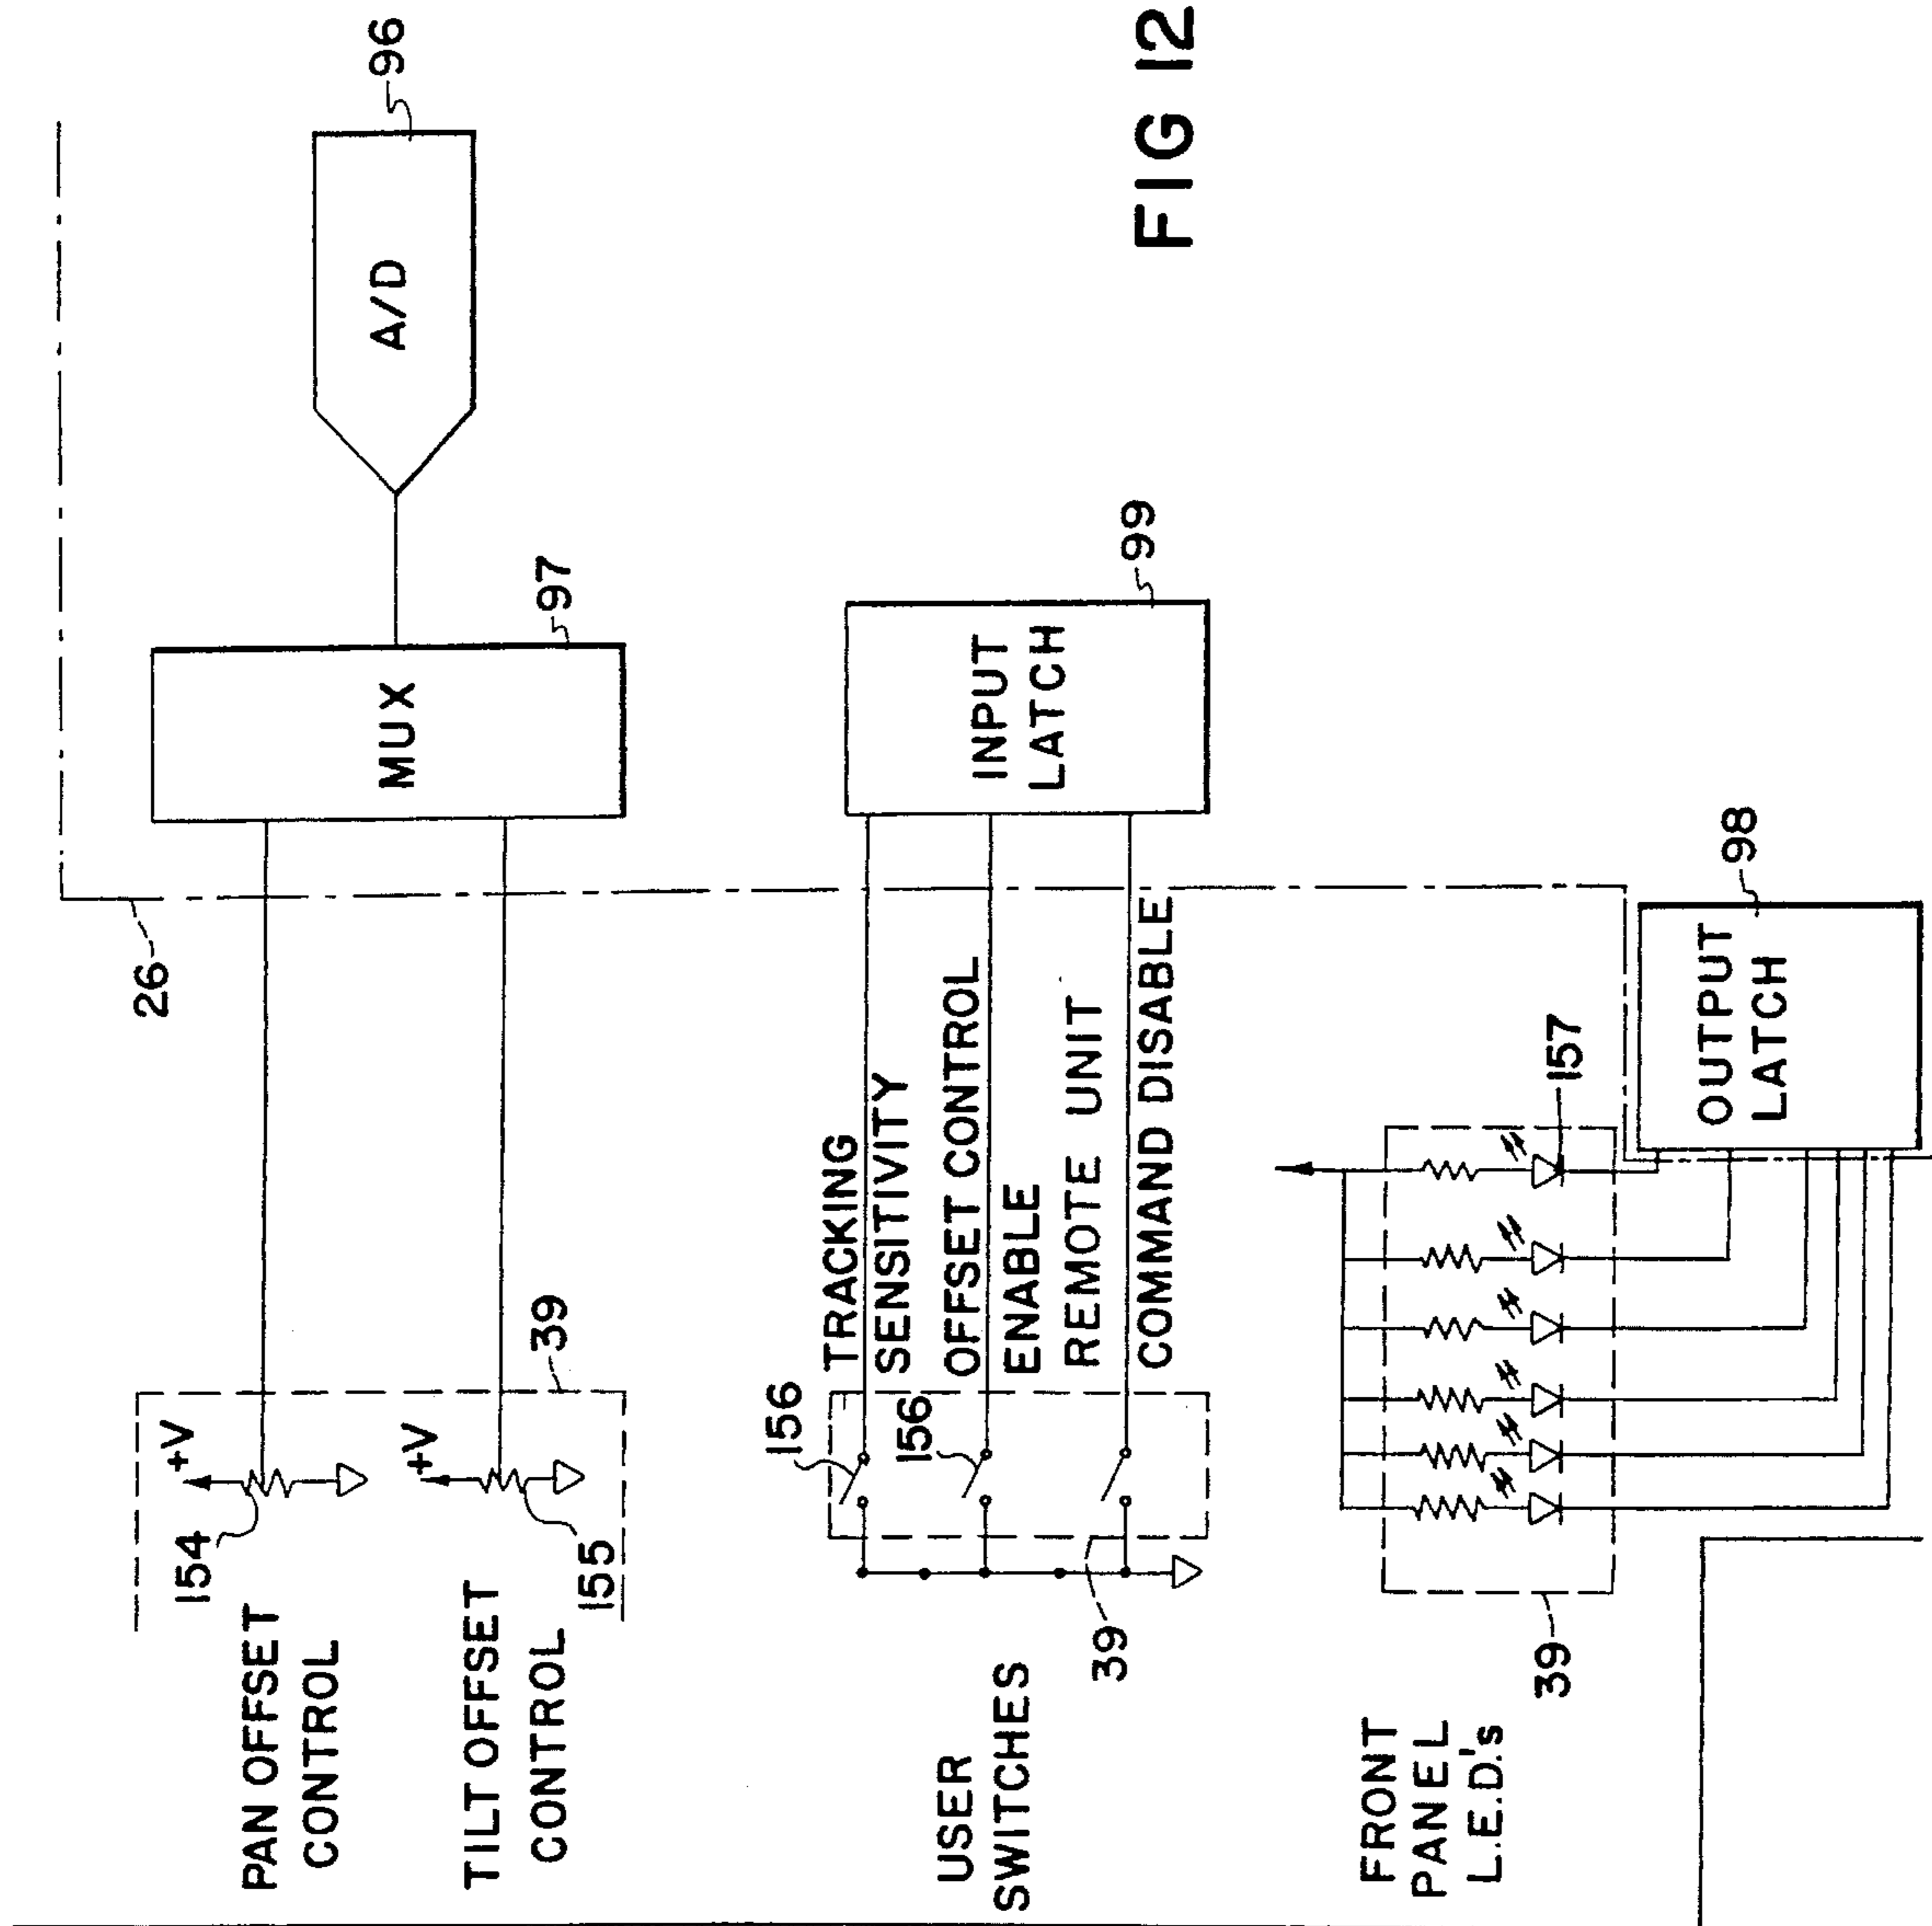 PAN OFFSET
CONTROL
154
+V
TILT OFFSET
CONTROL
155
+V
39
26
MUX
97
A/D
96
USER
SWITCHES
39
156
156
TRACKING
SENSITIVITY
OFFSET CONTROL
ENABLE
REMOTE UNIT
COMMAND DISABLE
INPUT
LATCH
99
FRONT
PANEL
L.E.D.'s
39
157
OUTPUT
LATCH
98
FIG 12